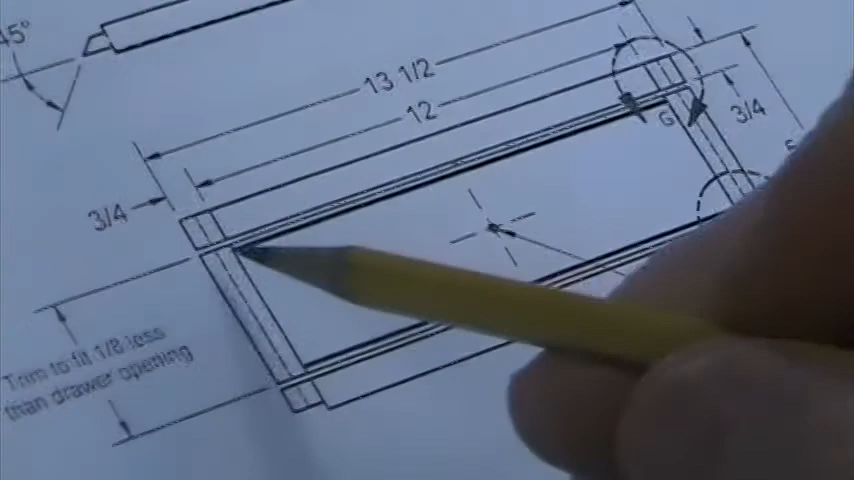 45°
13 1/2
12
3/4
G
3/4
Trim to fit 1/8 less
than drawer opening